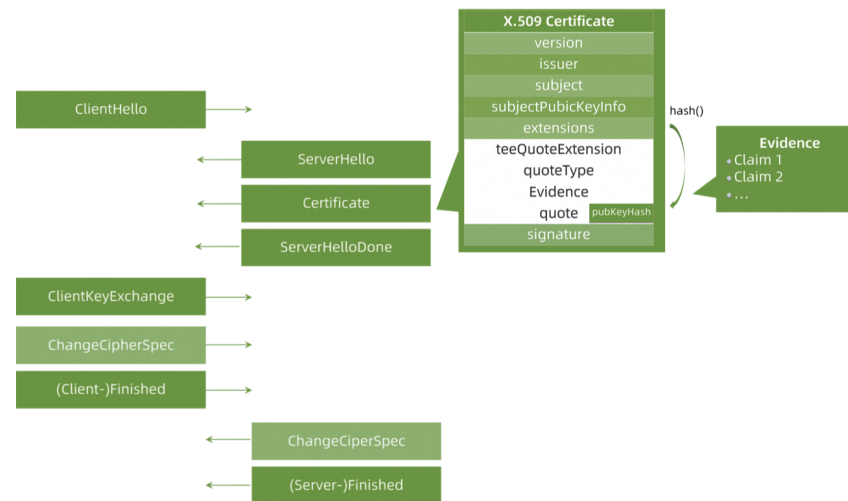 X.509 Certificate
version
issuer
subject
subjectPubicKeyInfo
extensions
teeQuoteExtension
quoteType
Evidence
quote
pubKeyHash
signature
hash()
Evidence
• Claim 1
• Claim 2
• ...
ClientHello
ServerHello
Certificate
ServerHelloDone
ClientKeyExchange
ChangeCipherSpec
(Client-)Finished
ChangeCiperSpec
(Server-)Finished